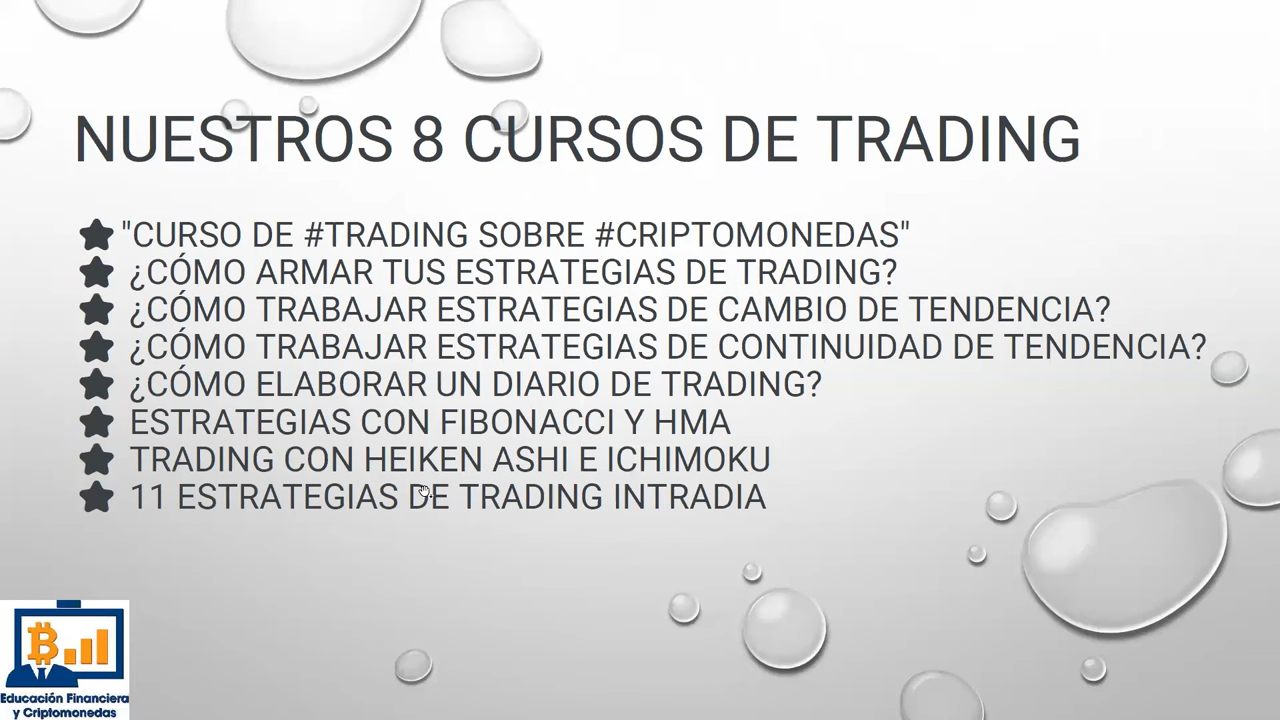 NUESTROS 8 CURSOS DE TRADING
"CURSO DE #TRADING SOBRE #CRIPTOMONEDAS"
¿CÓMO ARMAR TUS ESTRATEGIAS DE TRADING?
¿CÓMO TRABAJAR ESTRATEGIAS DE CAMBIO DE TENDENCIA?
¿CÓMO TRABAJAR ESTRATEGIAS DE CONTINUIDAD DE TENDENCIA?
¿CÓMO ELABORAR UN DIARIO DE TRADING?
ESTRATEGIAS CON FIBONACCI Y HMA
TRADING CON HEIKEN ASHI E ICHIMOKU
11 ESTRATEGIAS DE TRADING INTRADIA
Educación Financiera
y Criptomonedas